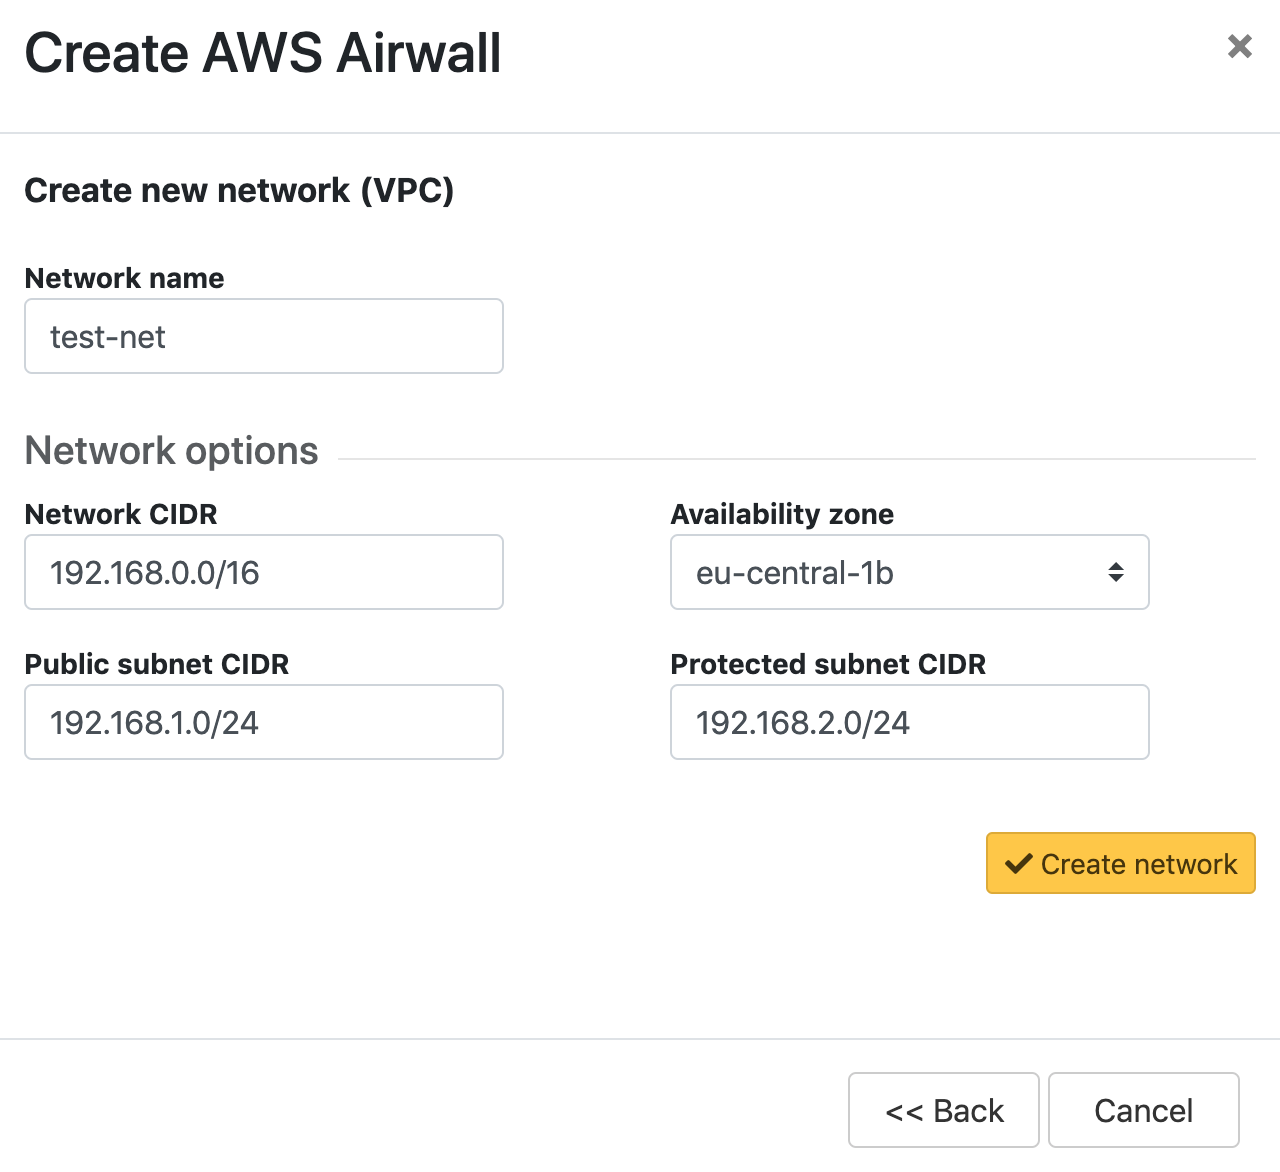 Create AWS Airwall
Create new network (VPC)
Network name
test-net
Network options
Network CIDR
Availability zone
192.168.0.0/16
eu-central-1b
Public subnet CIDR
Protected subnet CIDR
192.168.1.0/24
192.168.2.0/24
Create network
<< Back
Cancel